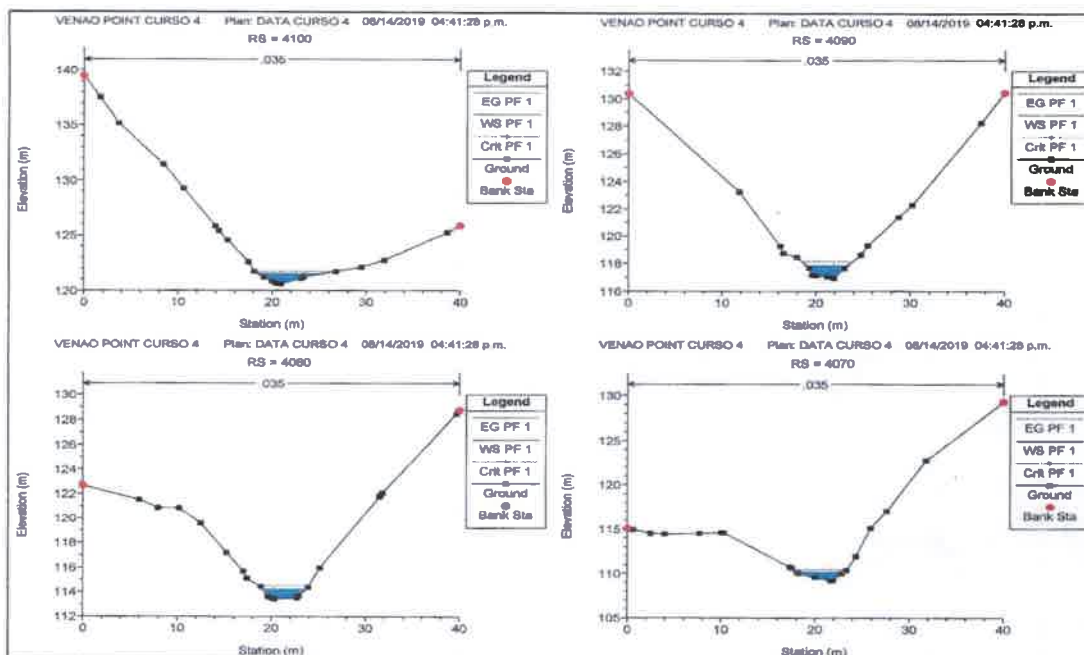 VENAO POINT CURSO 4 Plan: DATA CURSO 4 08/14/2019 04:41:28 p.m.
RS = 4100
.035
Elevation (m)
140
135
130
125
120
0 10 20 30 40
Station (m)
Legend
EG PF 1
WS PF 1
Crit PF 1
Ground
Bank Sta
VENAO POINT CURSO 4 Plan: DATA CURSO 4 08/14/2019 04:41:28 p.m.
RS = 4090
.035
Elevation (m)
132
130
128
126
124
122
120
118
116
0 10 20 30 40
Station (m)
Legend
EG PF 1
WS PF 1
Crit PF 1
Ground
Bank Sta
VENAO POINT CURSO 4 Plan: DATA CURSO 4 08/14/2019 04:41:28 p.m.
RS = 4080
.035
Elevation (m)
130
128
126
124
122
120
118
116
114
112
0 10 20 30 40
Station (m)
Legend
EG PF 1
WS PF 1
Crit PF 1
Ground
Bank Sta
VENAO POINT CURSO 4 Plan: DATA CURSO 4 08/14/2019 04:41:28 p.m.
RS = 4070
.035
Elevation (m)
130
125
120
115
110
105
0 10 20 30 40
Station (m)
Legend
EG PF 1
WS PF 1
Crit PF 1
Ground
Bank Sta